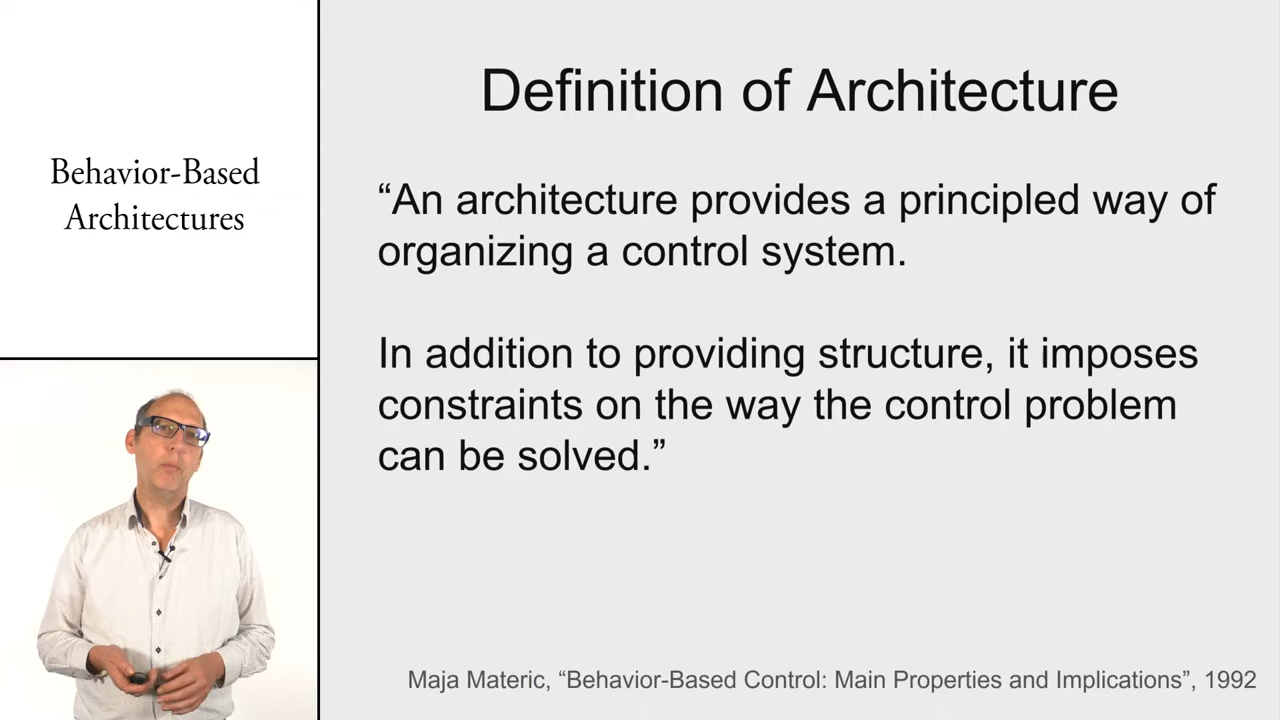 Behavior-Based
Architectures
Definition of Architecture
“An architecture provides a principled way of
organizing a control system.
In addition to providing structure, it imposes
constraints on the way the control problem
can be solved.”
Maja Materic, “Behavior-Based Control: Main Properties and Implications”, 1992